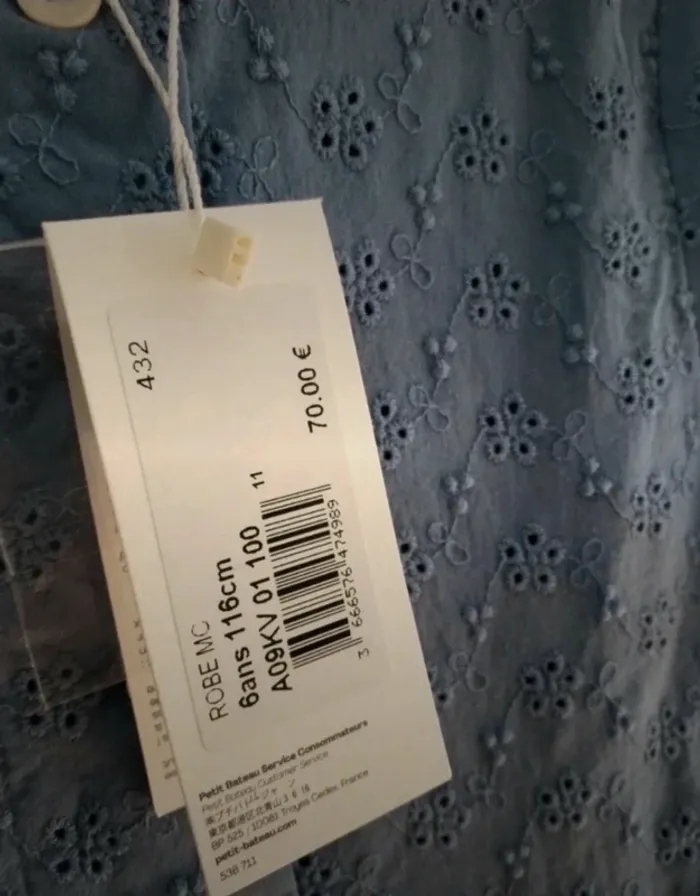 432
70.00 €
ROBE MC
6ans 116cm
A09KV 01 100
11
3 666576 474989
Petit Bateau Service Consommateurs
Petit Bateau Customer Service
BP 525 / 10081 Troyes Cedex, France
petit-bateau.com
538 711